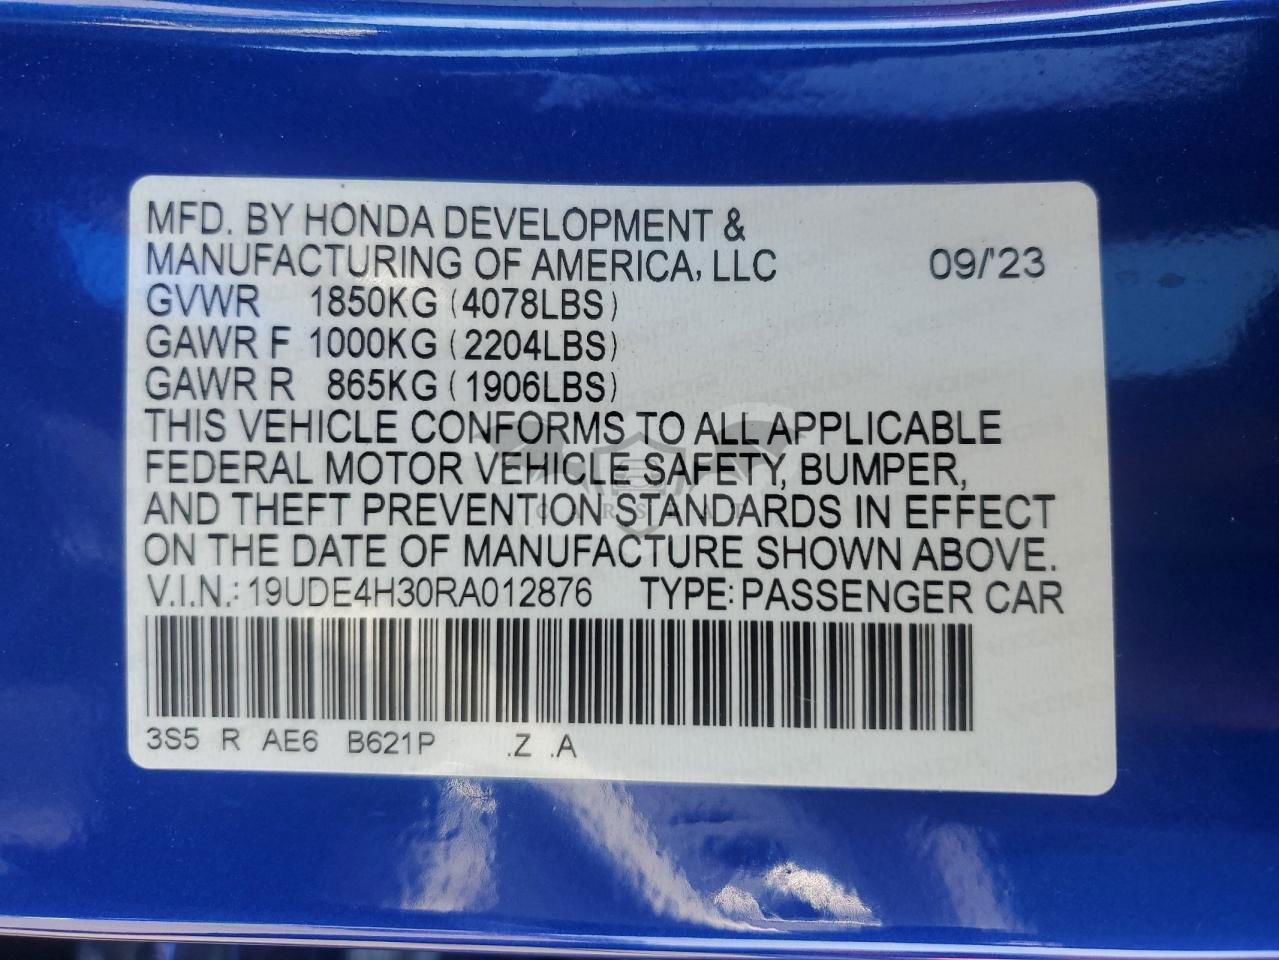 MFD. BY HONDA DEVELOPMENT &
MANUFACTURING OF AMERICA, LLC 09/'23
GVWR 1850KG (4078LBS)
GAWR F 1000KG (2204LBS)
GAWR R 865KG (1906LBS)
THIS VEHICLE CONFORMS TO ALL APPLICABLE
FEDERAL MOTOR VEHICLE SAFETY, BUMPER,
AND THEFT PREVENTION STANDARDS IN EFFECT
ON THE DATE OF MANUFACTURE SHOWN ABOVE.
V.I.N.: 19UDE4H30RA012876 TYPE: PASSENGER CAR
3S5 R AE6 B621P .Z .A